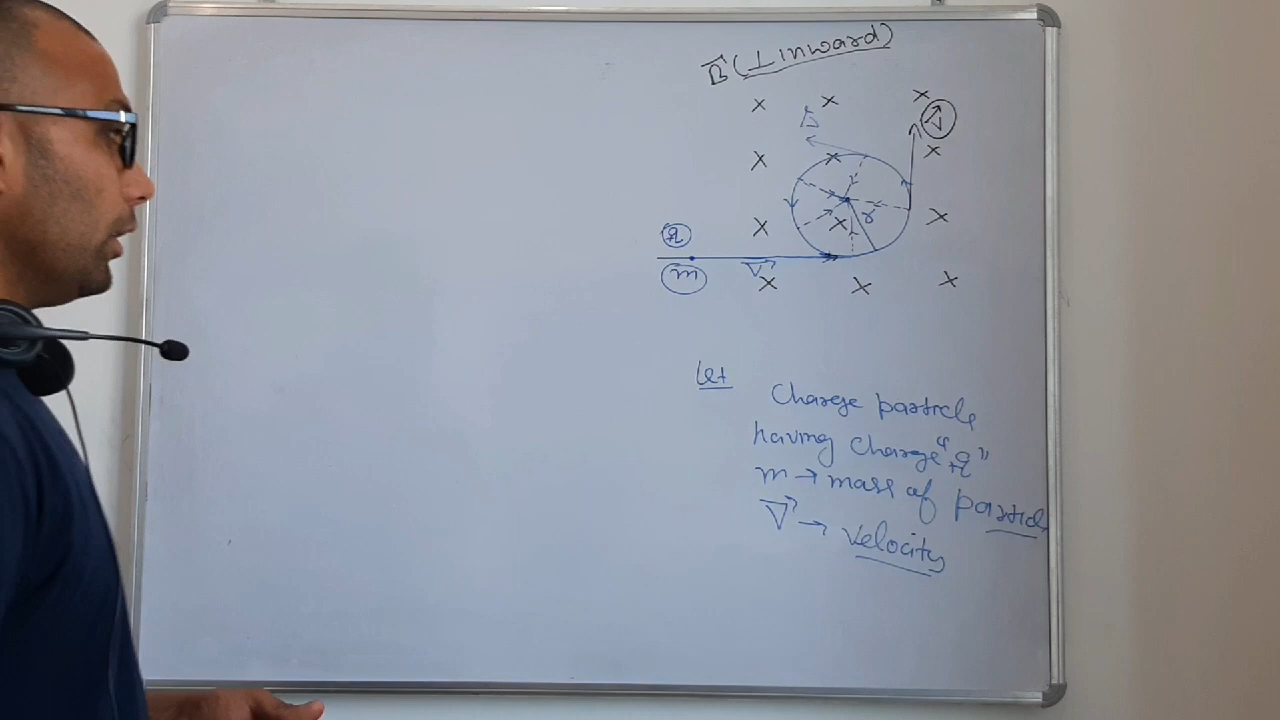 B⃗ (⊥ inward)
x x x
v⃗
v⃗
x x x
x x x x
r
q
m
v⃗
x x x
Let
Charge particle
having charge "+q"
m → mass of particle
v⃗ → velocity